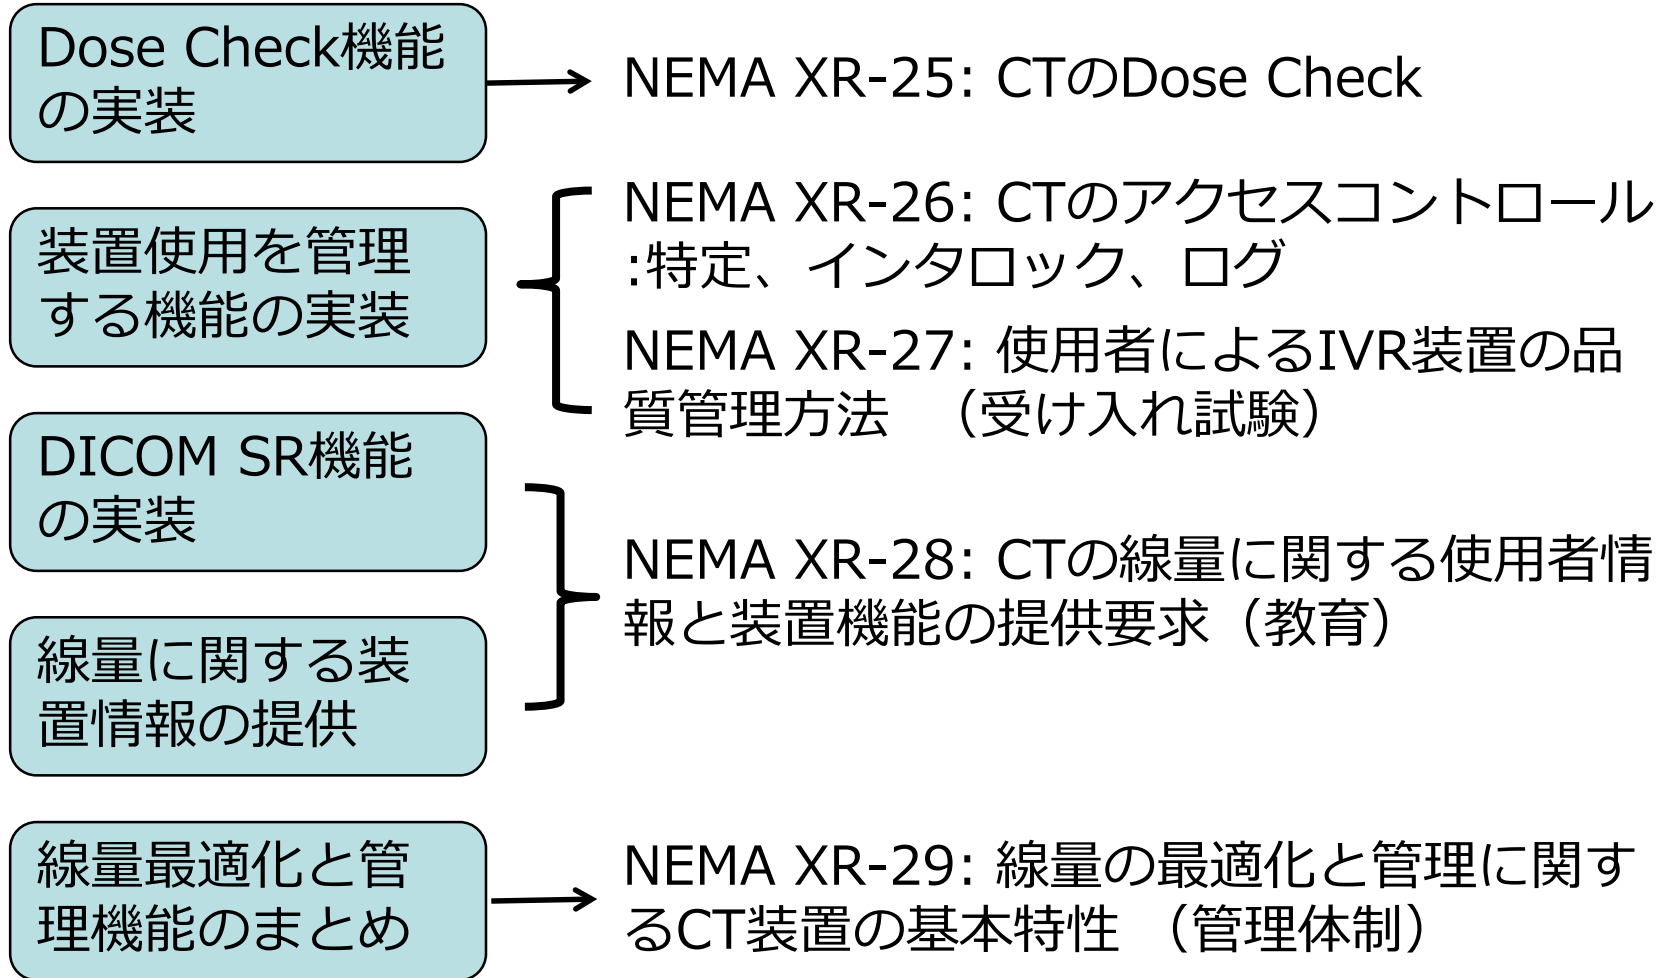 Dose Check機能
の実装
NEMA XR-25: CTのDose Check
装置使用を管理
する機能の実装
NEMA XR-26: CTのアクセスコントロール
:特定、インタロック、ログ
NEMA XR-27: 使用者によるIVR装置の品
質管理方法 （受け入れ試験）
DICOM SR機能
の実装
線量に関する装
置情報の提供
NEMA XR-28: CTの線量に関する使用者情
報と装置機能の提供要求（教育）
線量最適化と管
理機能のまとめ
NEMA XR-29: 線量の最適化と管理に関す
るCT装置の基本特性 （管理体制）